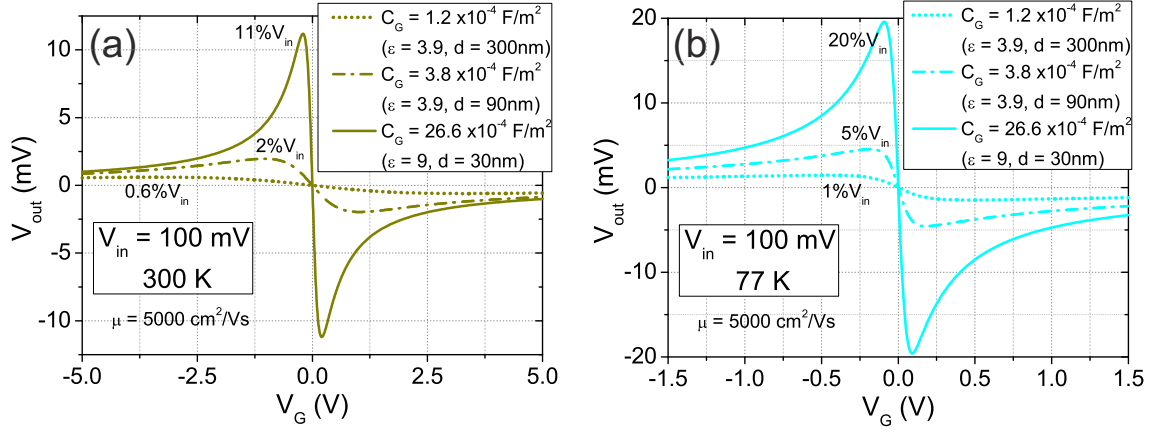 (a)
11%V_in
2%V_in
0.6%V_in
C_G = 1.2 x10^-4 F/m^2
(ε = 3.9, d = 300nm)
C_G = 3.8 x10^-4 F/m^2
(ε = 3.9, d = 90nm)
C_G = 26.6 x10^-4 F/m^2
(ε = 9, d = 30nm)
V_in = 100 mV
300 K
μ = 5000 cm^2/Vs
V_out (mV)
10
5
0
-5
-10
-5.0
-2.5
0.0
2.5
5.0
V_G (V)
(b)
20%V_in
5%V_in
1%V_in
C_G = 1.2 x10^-4 F/m^2
(ε = 3.9, d = 300nm)
C_G = 3.8 x10^-4 F/m^2
(ε = 3.9, d = 90nm)
C_G = 26.6 x10^-4 F/m^2
(ε = 9, d = 30nm)
V_in = 100 mV
77 K
μ = 5000 cm^2/Vs
V_out (mV)
20
10
0
-10
-20
-1.5
-1.0
-0.5
0.0
0.5
1.0
1.5
V_G (V)